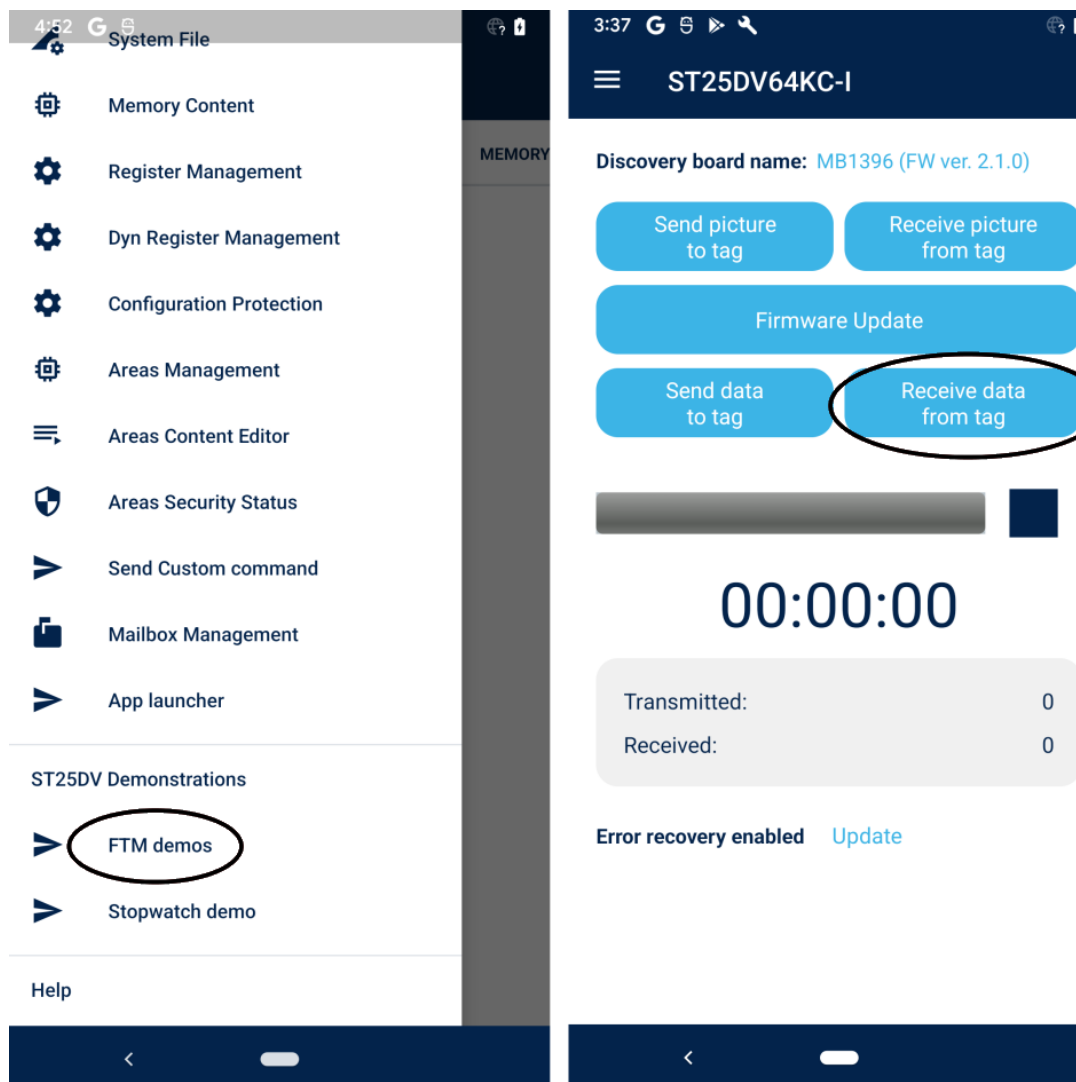 4:52 G
System File
Memory Content
MEMORY
Register Management
Dyn Register Management
Configuration Protection
Areas Management
Areas Content Editor
Areas Security Status
Send Custom command
Mailbox Management
App launcher
ST25DV Demonstrations
FTM demos
Stopwatch demo
Help
3:37 G
ST25DV64KC-I
Discovery board name: MB1396 (FW ver. 2.1.0)
Send picture
to tag
Receive picture
from tag
Firmware Update
Send data
to tag
Receive data
from tag
00:00:00
Transmitted: 0
Received: 0
Error recovery enabled Update